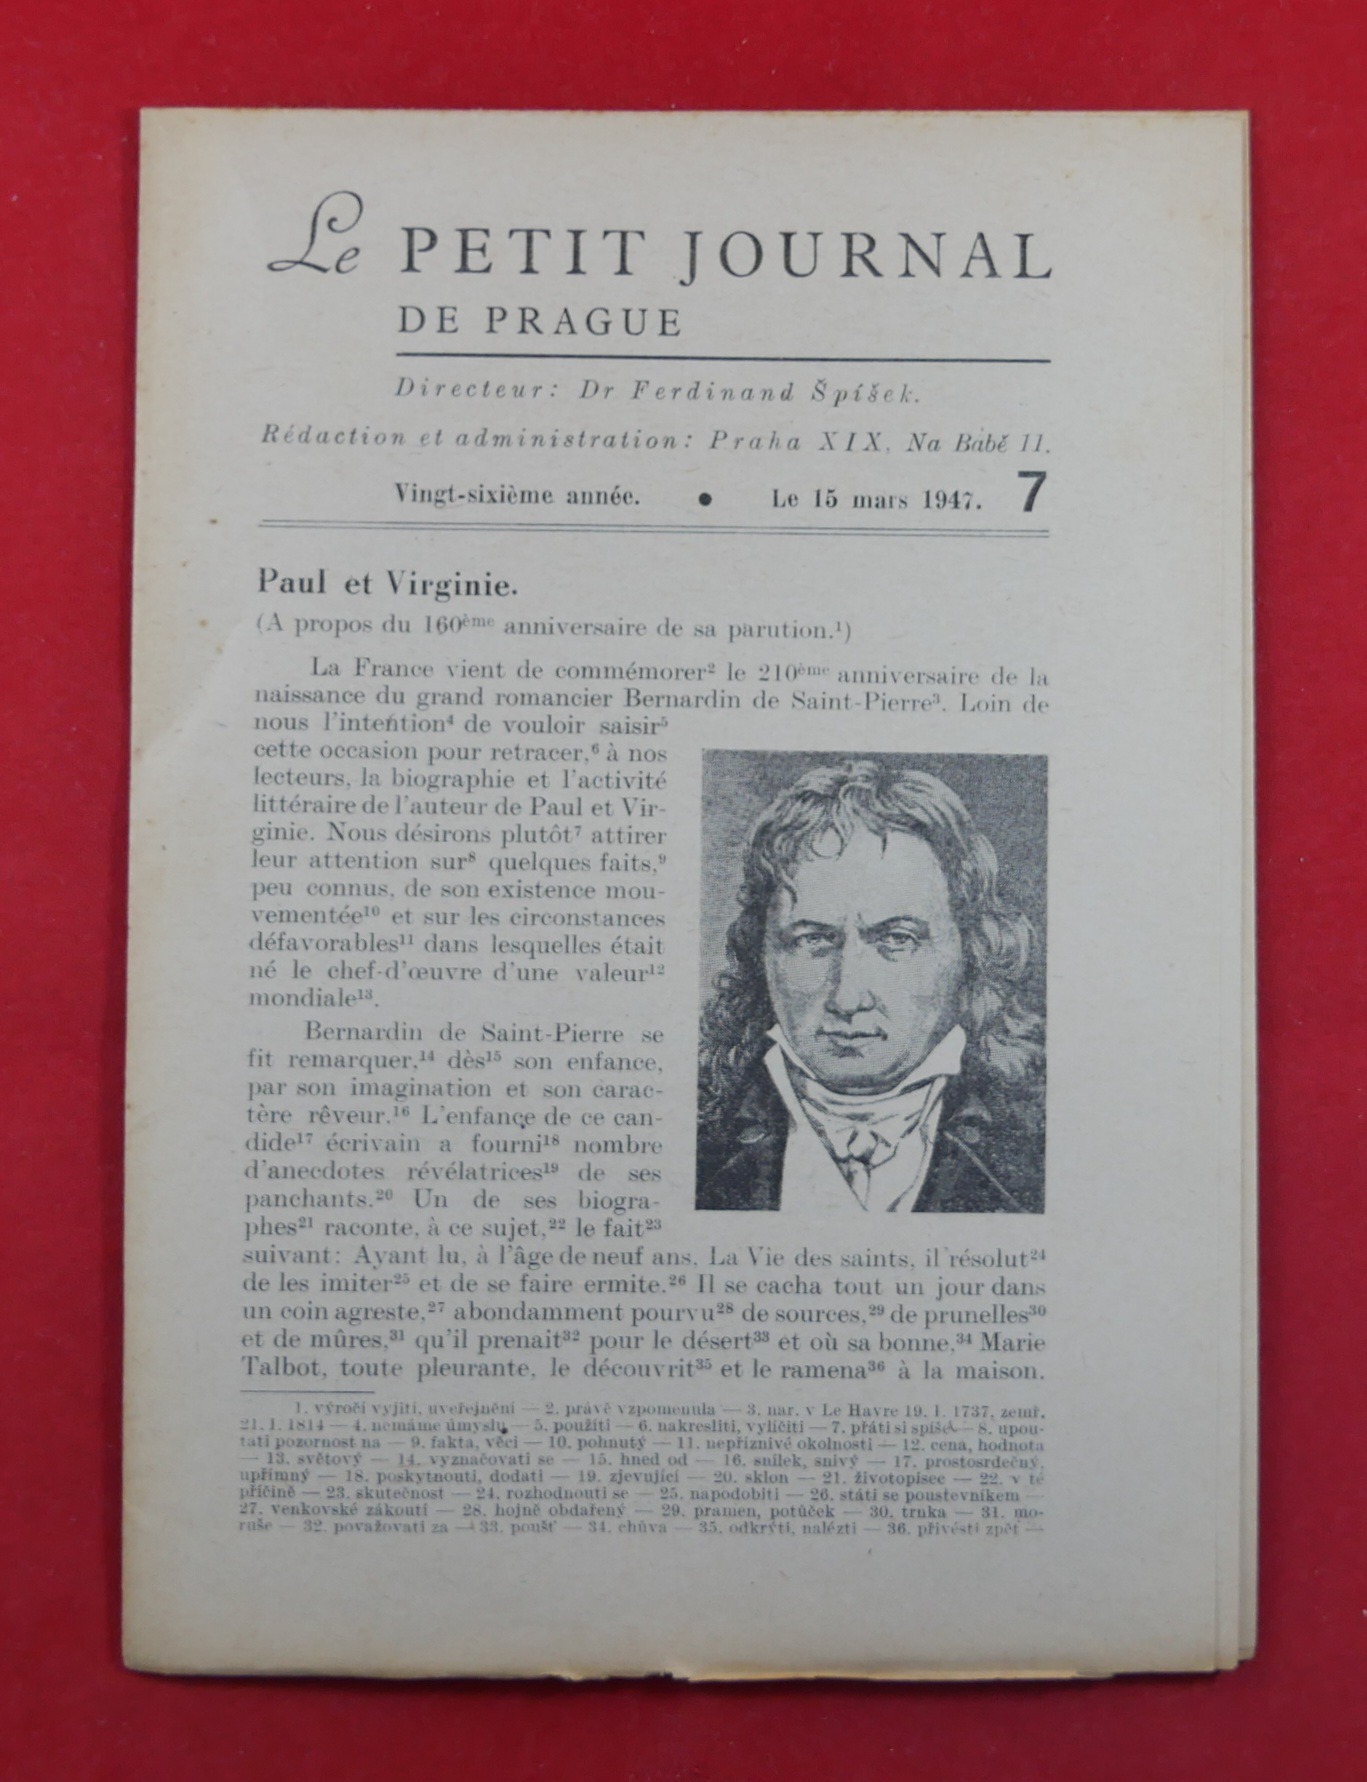 Le PETIT JOURNAL
DE PRAGUE
Directeur: Dr Ferdinand Špíšek.
Rédaction et administration: Praha XIX, Na Babě 11.
Vingt-sixième année. ● Le 15 mars 1947. 7
Paul et Virginie.
(A propos du 160ème anniversaire de sa parution.¹)
La France vient de commémorer² le 210ème anniversaire de la
naissance du grand romancier Bernardin de Saint-Pierre³. Loin de
nous l'intention⁴ de vouloir saisir⁵
cette occasion pour retracer,⁶ à nos
lecteurs, la biographie et l'activité
littéraire de l'auteur de Paul et Vir-
ginie. Nous désirons plutôt⁷ attirer
leur attention sur⁸ quelques faits,⁹
peu connus, de son existence mou-
vementée¹⁰ et sur les circonstances
défavorables¹¹ dans lesquelles était
né le chef-d'œuvre d'une valeur¹²
mondiale¹³.
Bernardin de Saint-Pierre se
fit remarquer,¹⁴ dès¹⁵ son enfance,
par son imagination et son carac-
tère rêveur.¹⁶ L'enfance de ce can-
dide¹⁷ écrivain a fourni¹⁸ nombre
d'anecdotes révélatrices¹⁹ de ses
panchants.²⁰ Un de ses biogra-
phes²¹ raconte, à ce sujet,²² le fait²³
suivant: Ayant lu, à l'âge de neuf ans, La Vie des saints, il résolut²⁴
de les imiter²⁵ et de se faire ermite.²⁶ Il se cacha tout un jour dans
un coin agreste,²⁷ abondamment pourvu²⁸ de sources,²⁹ de prunelles³⁰
et de mûres,³¹ qu'il prenait³² pour le désert³³ et où sa bonne,³⁴ Marie
Talbot, toute pleurante, le découvrit³⁵ et le ramena³⁶ à la maison.
1. výročí vyjití, uveřejnění — 2. právě vzpomenula — 3. nar. v Le Havre 19. 1. 1737, zemř.
21. 1. 1814 — 4. nemáme úmyslu — 5. použíti — 6. nakresliti, vylíčiti — 7. přáti si spíše — 8. upou-
tati pozornost na — 9. fakta, věci — 10. pohnutý — 11. nepříznivé okolnosti — 12. cena, hodnota
— 13. světový — 14. vyznačovati se — 15. hned od — 16. snílek, snivý — 17. prostosrdečný,
upřímný — 18. poskytnouti, dodati — 19. zjevující — 20. sklon — 21. životopisec — 22. v té
příčině — 23. skutečnost — 24. rozhodnouti se — 25. napodobiti — 26. státi se poustevníkem —
27. venkovské zákoutí — 28. hojně obdařený — 29. pramen, potůček — 30. trnka — 31. mo-
ruše — 32. považovati za — 33. poušť — 34. chůva — 35. odkrýti, nalézti — 36. přivésti zpět —